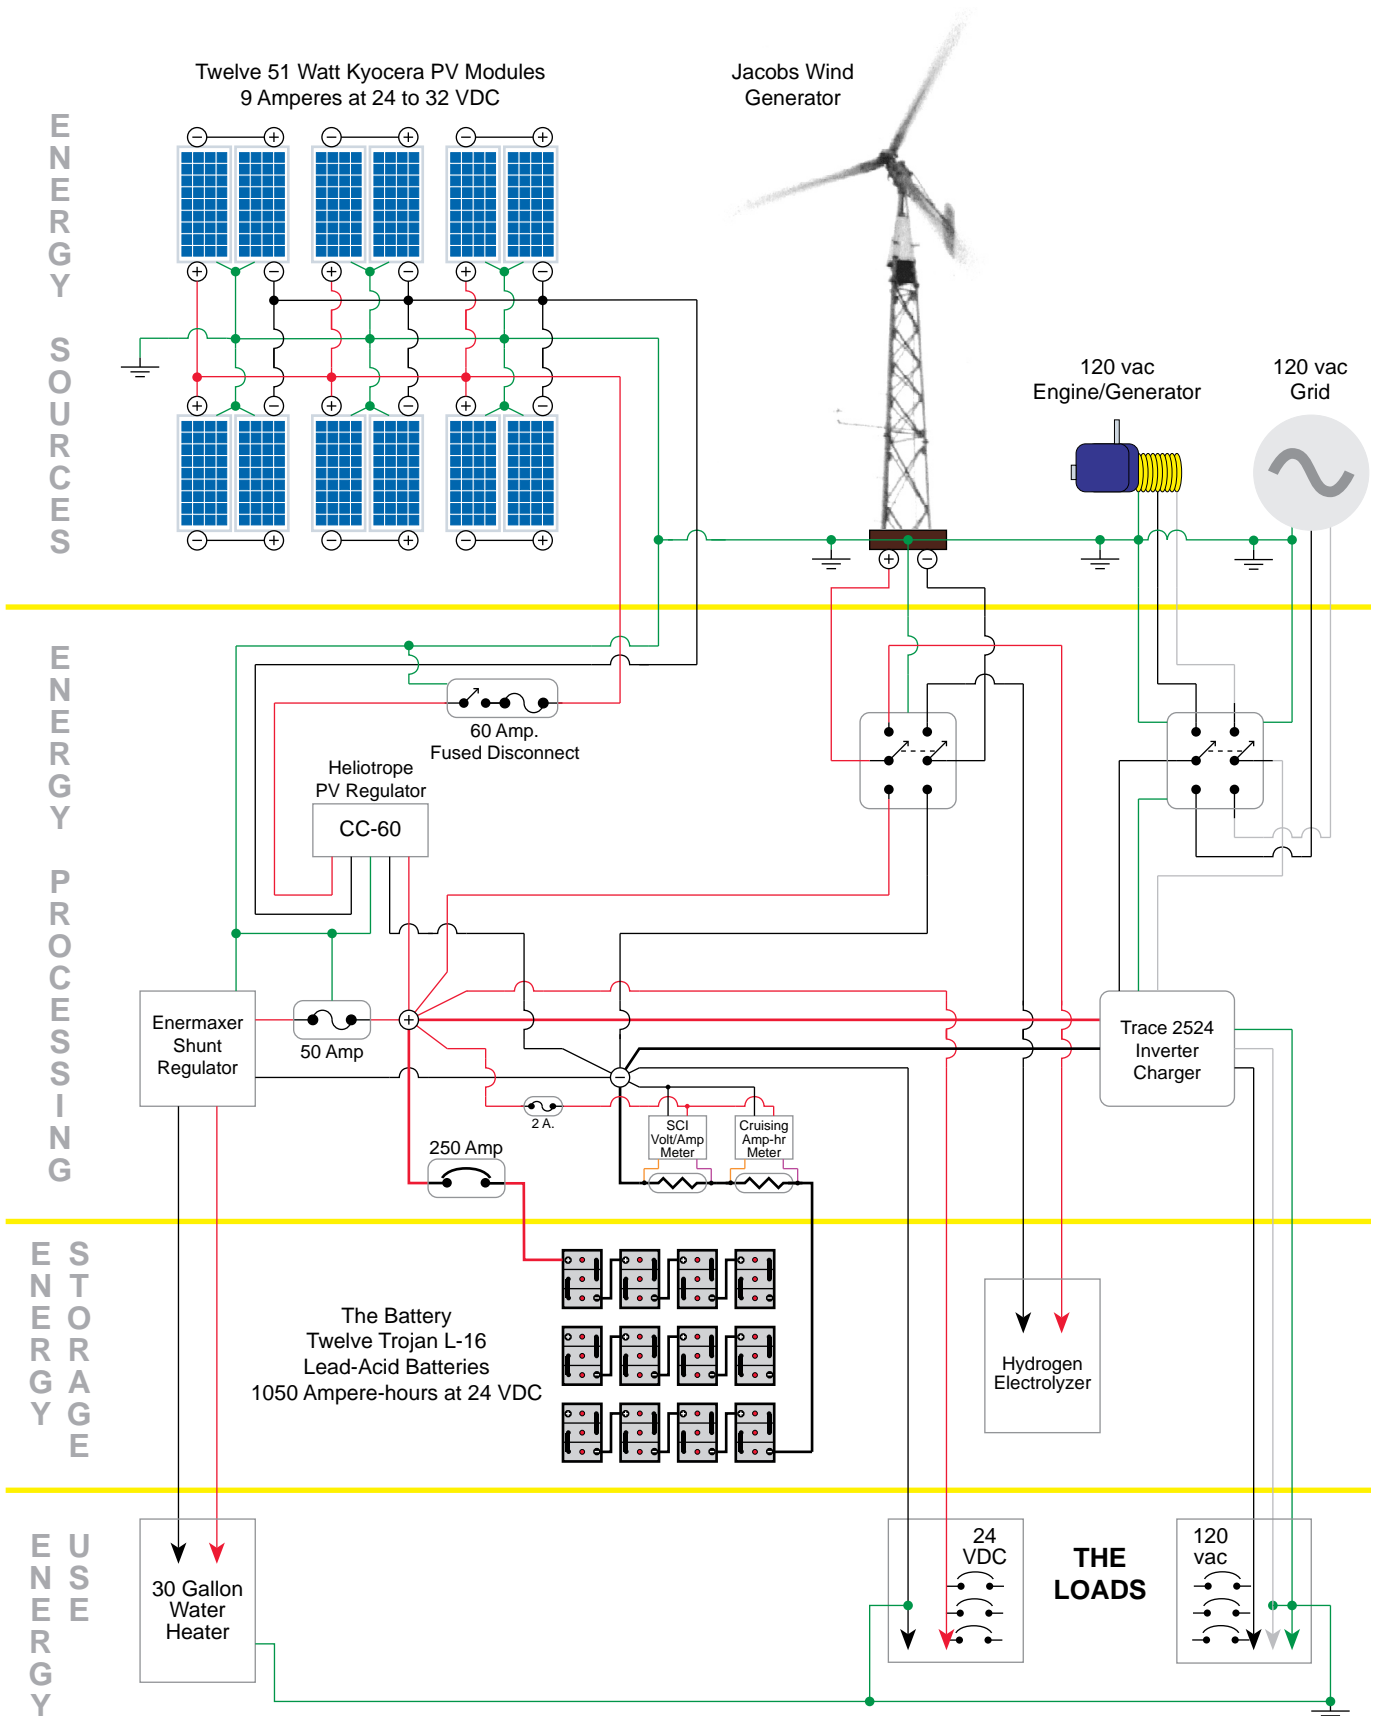 Twelve 51 Watt Kyocera PV Modules
9 Amperes at 24 to 32 VDC
Jacobs Wind
Generator
ENERGY SOURCES
120 vac
Engine/Generator
120 vac
Grid
ENERGY PROCESSING
60 Amp.
Fused Disconnect
Heliotrope
PV Regulator
CC-60
Enermaxer
Shunt
Regulator
50 Amp
Trace 2524
Inverter
Charger
2 A.
SCI
Volt/Amp
Meter
Cruising
Amp-hr
Meter
250 Amp
ENERGY
STORAGE
The Battery
Twelve Trojan L-16
Lead-Acid Batteries
1050 Ampere-hours at 24 VDC
Hydrogen
Electrolyzer
ENERGY
USE
30 Gallon
Water
Heater
24
VDC
THE
LOADS
120
vac